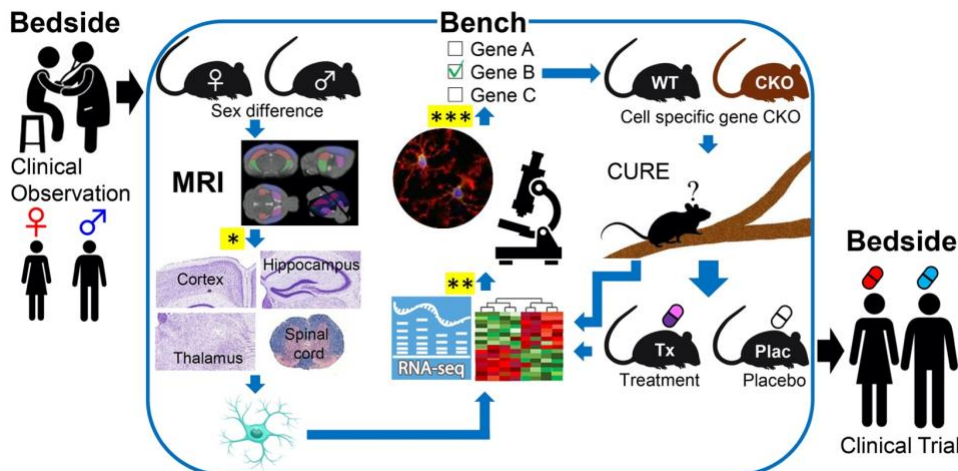 Bedside
Clinical
Observation
♀ ♂
Bench
♀ ♂
Sex difference
MRI
*
Cortex
Hippocampus
Thalamus
Spinal
cord
RNA-seq
**
***
Gene A
Gene B
Gene C
WT
CKO
Cell specific gene CKO
CURE
?
Tx
Plac
Treatment
Placebo
Bedside
Clinical Trial